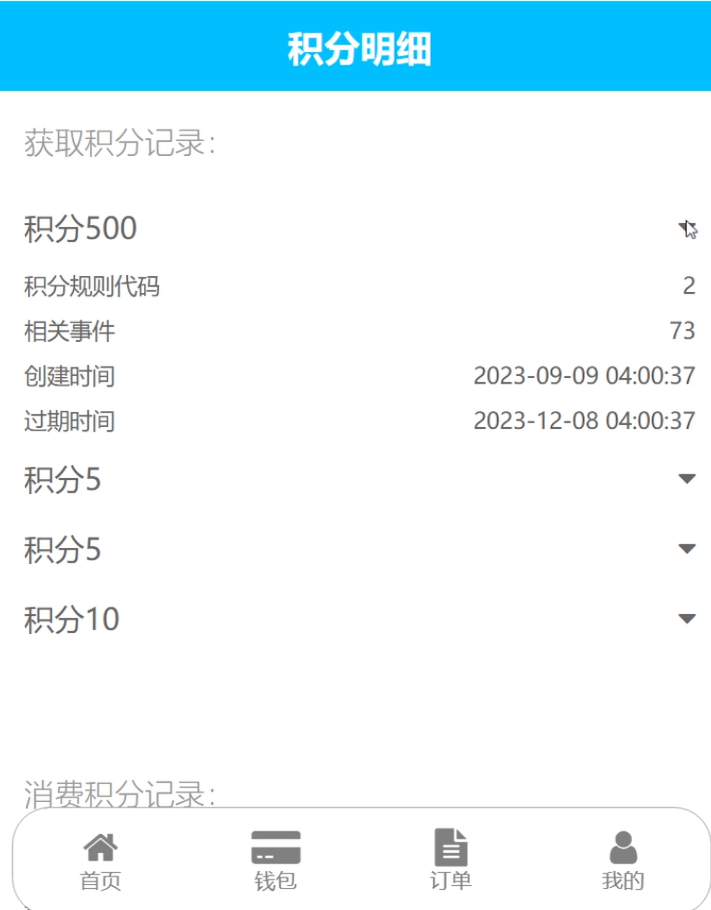 积分明细
获取积分记录：
积分500
积分规则代码 2
相关事件 73
创建时间 2023-09-09 04:00:37
过期时间 2023-12-08 04:00:37
积分5
积分5
积分10
消费积分记录：
首页 钱包 订单 我的